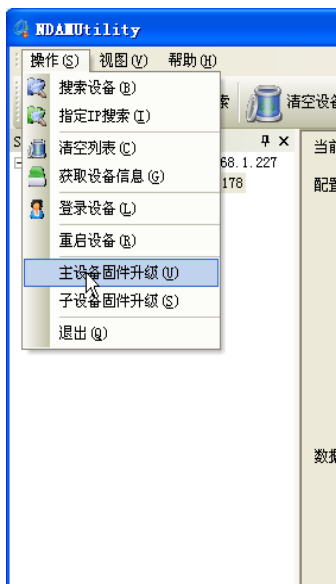 NDAMUtility
操作(S) 视图(V) 帮助(H)
搜索设备(B)
指定IP搜索(I)
清空设备
清空列表(C)
当前
68.1.227
获取设备信息(G)
178
配置
登录设备(L)
重启设备(R)
主设备固件升级(U)
子设备固件升级(S)
退出(Q)
数据